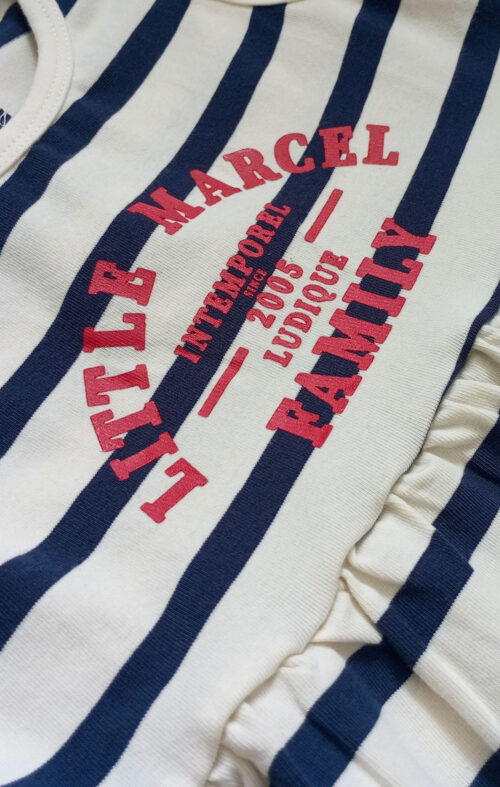 LITTLE MARCEL
INTEMPOREL
SINCE
2005
LUDIQUE
FAMILY